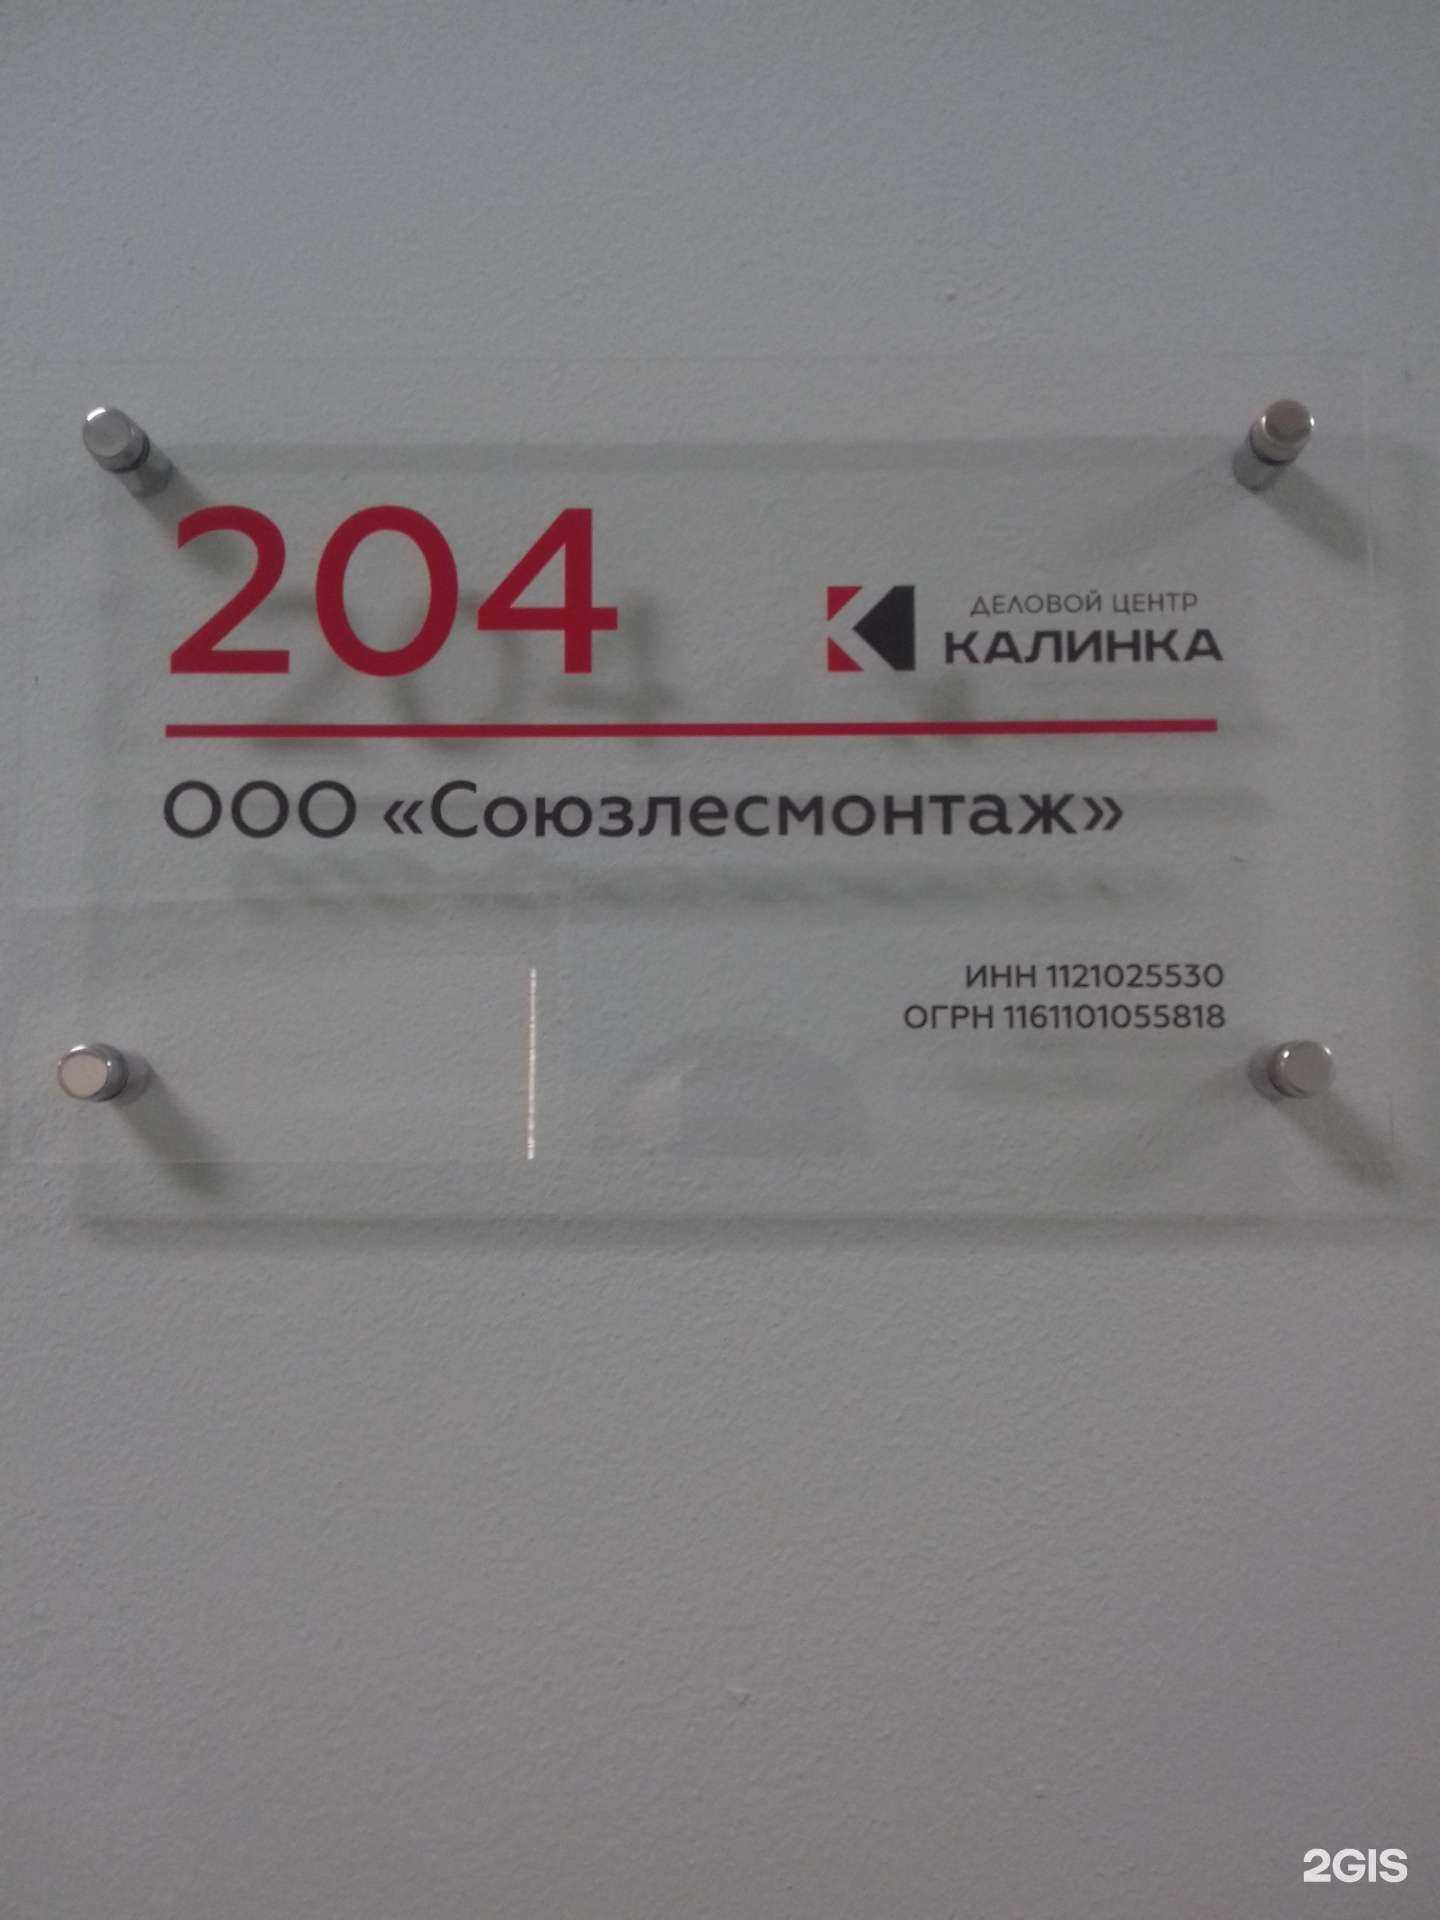 204
ДЕЛОВОЙ ЦЕНТР
КАЛИНКА
ООО «Союзлесмонтаж»
ИНН 1121025530
ОГРН 1161101055818
2GIS